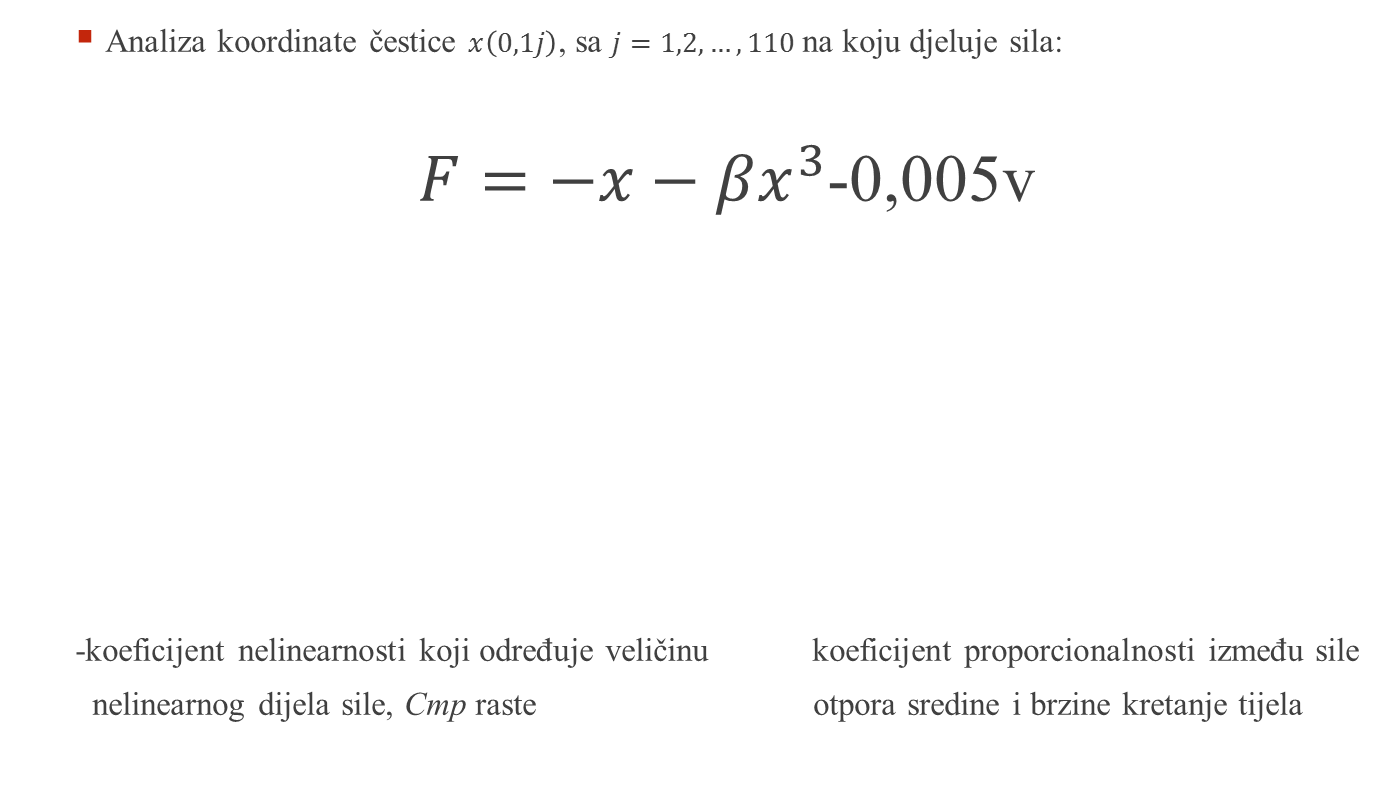 ▪ Analiza koordinate čestice x(0,1j), sa j = 1,2, … , 110 na koju djeluje sila:
F = −x − βx³-0,005v
-koeficijent nelinearnosti koji određuje veličinu
nelinearnog dijela sile, Cmp raste
koeficijent proporcionalnosti između sile
otpora sredine i brzine kretanje tijela